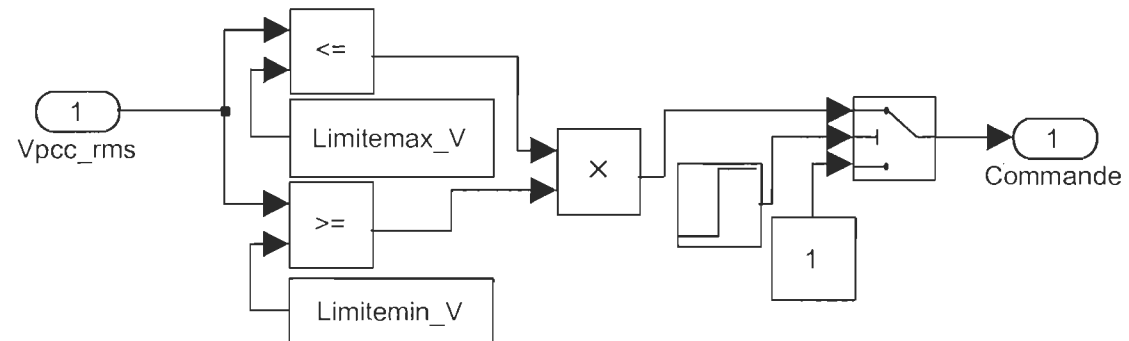 <=
1
Vpcc_rms
Limitemax_V
×
1
Commande
>=
1
Limitemin_V